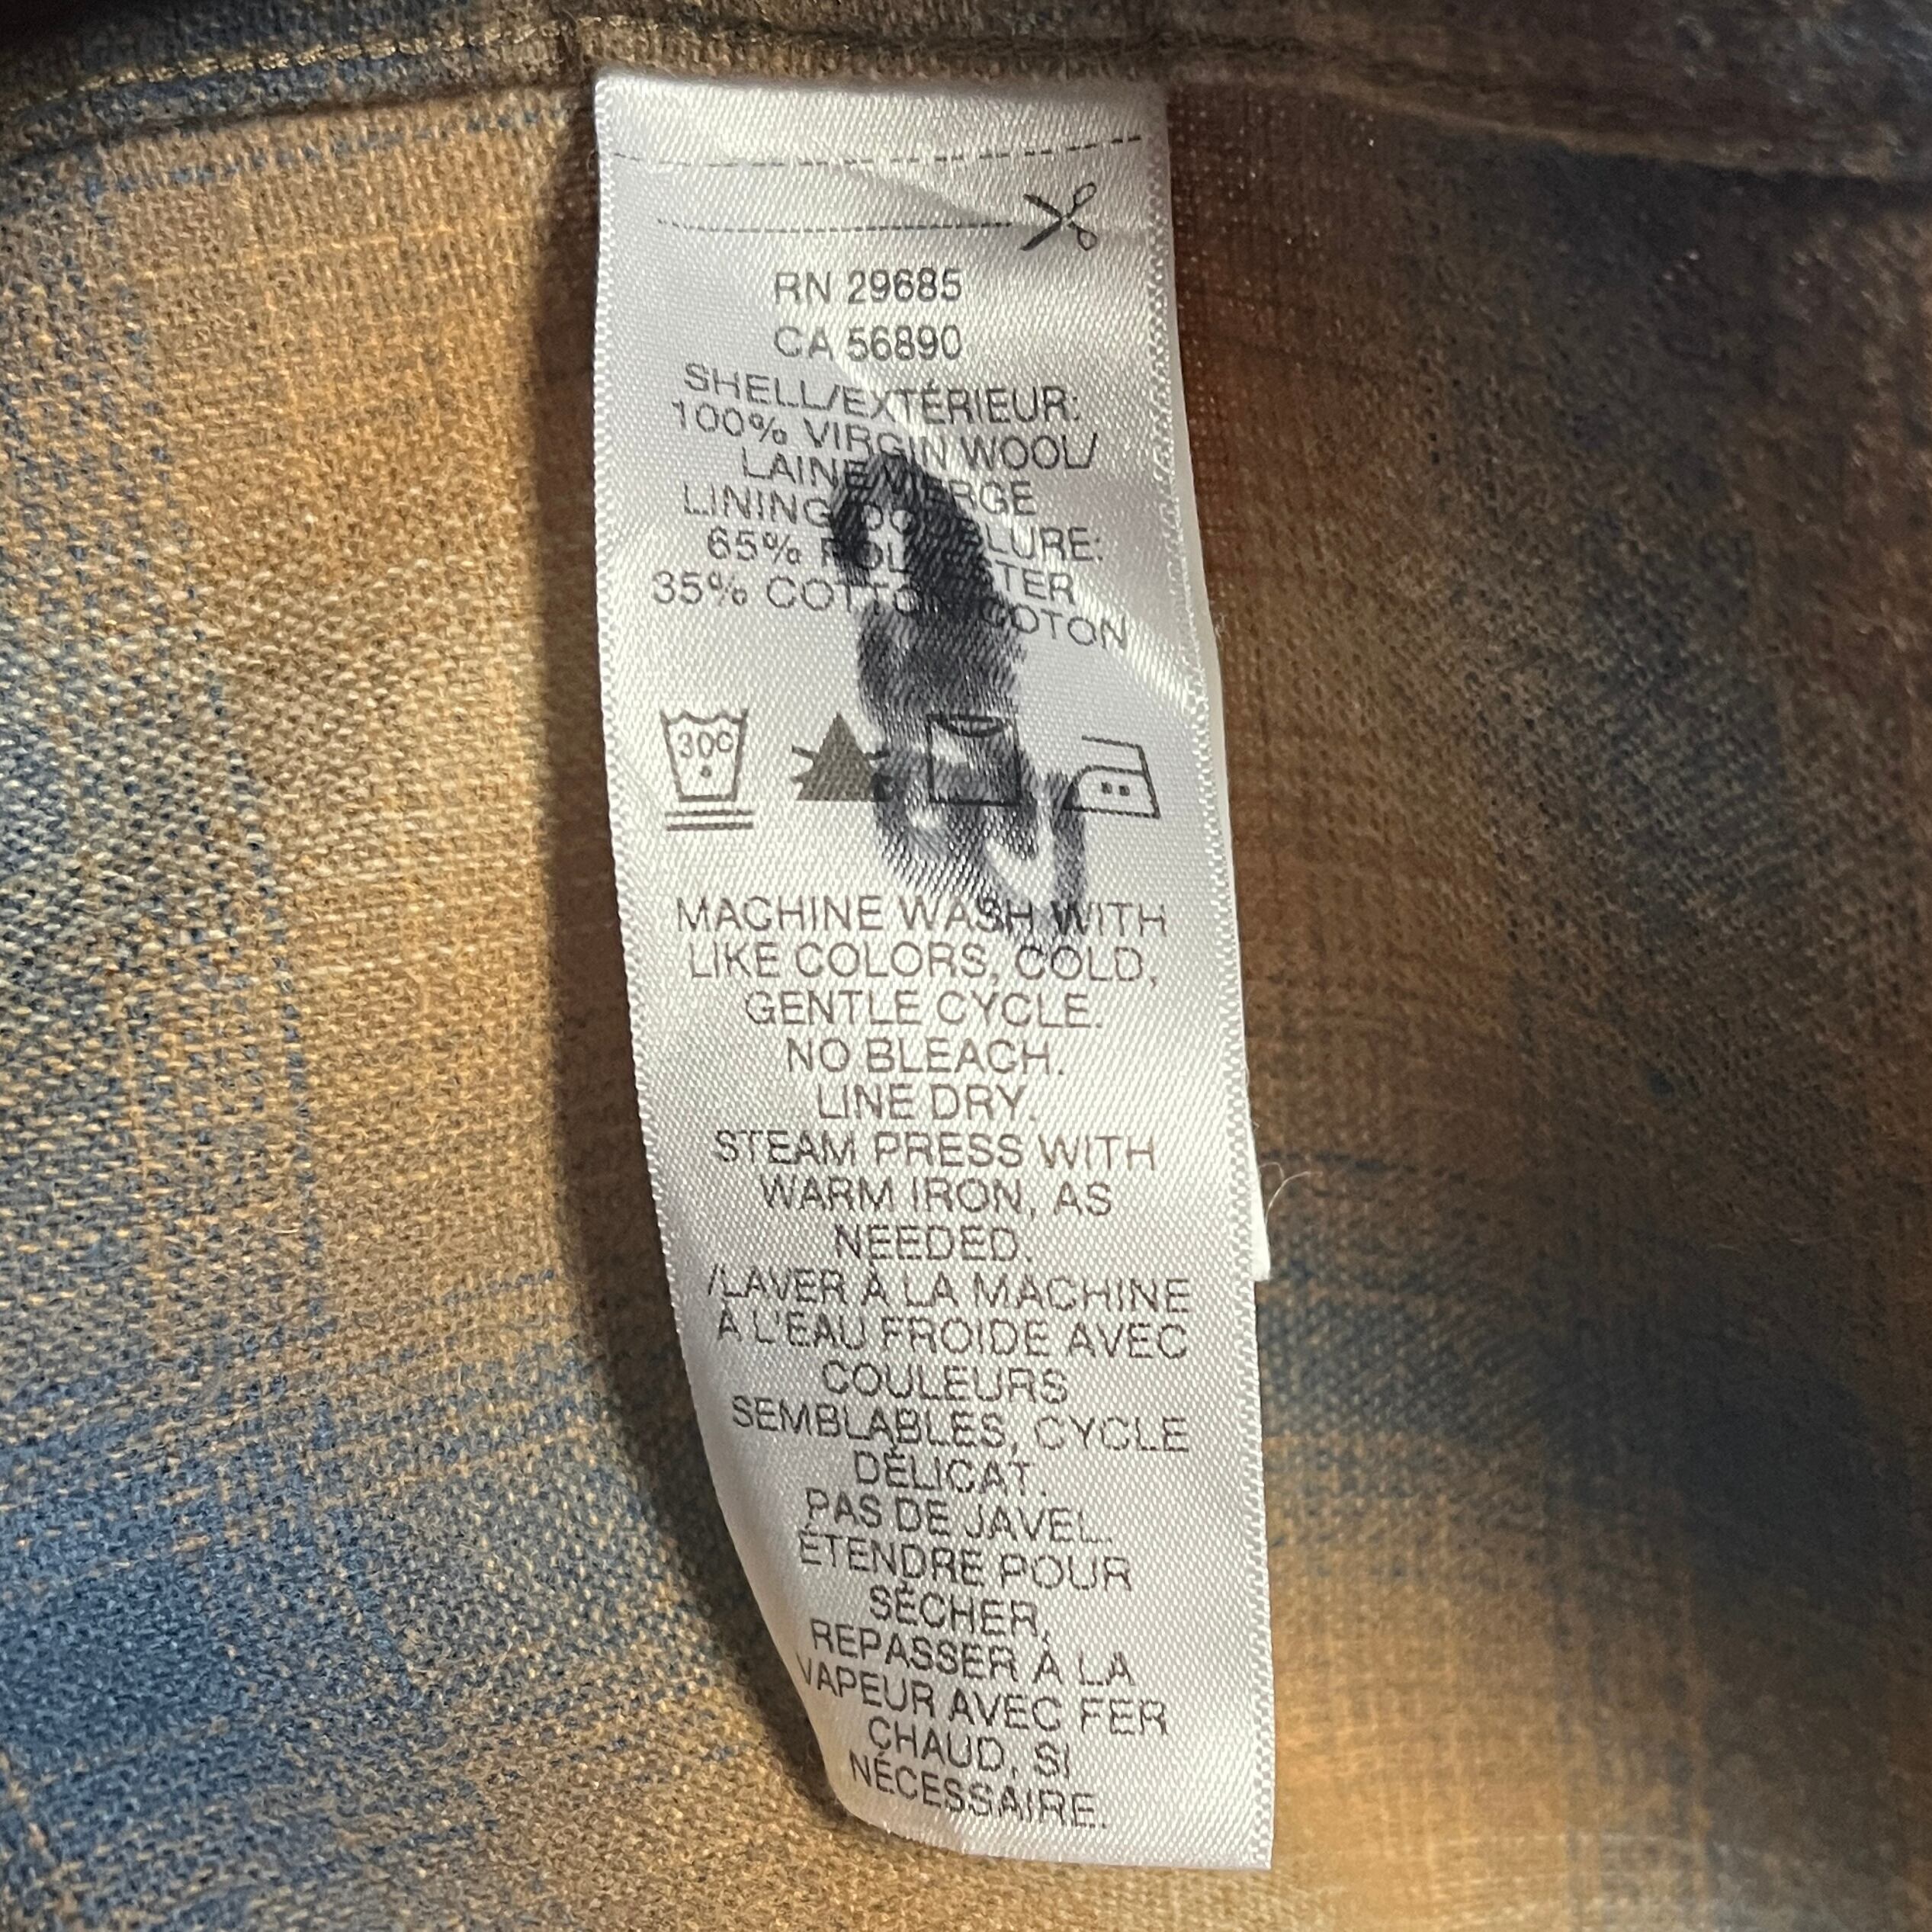 RN 29685
CA 56890
SHELL/EXTÉRIEUR:
100% VIRGIN WOOL/
LAINE VIERGE
LINING/DOUBLURE:
65% POLYESTER
35% COTTON/COTON
30C
MACHINE WASH WITH
LIKE COLORS, COLD,
GENTLE CYCLE.
NO BLEACH.
LINE DRY.
STEAM PRESS WITH
WARM IRON, AS
NEEDED.
/LAVER À LA MACHINE
À L'EAU FROIDE AVEC
COULEURS
SEMBLABLES, CYCLE
DÉLICAT.
PAS DE JAVEL.
ÉTENDRE POUR
SÉCHER,
REPASSER À LA
VAPEUR AVEC FER
CHAUD, SI
NÉCESSAIRE.